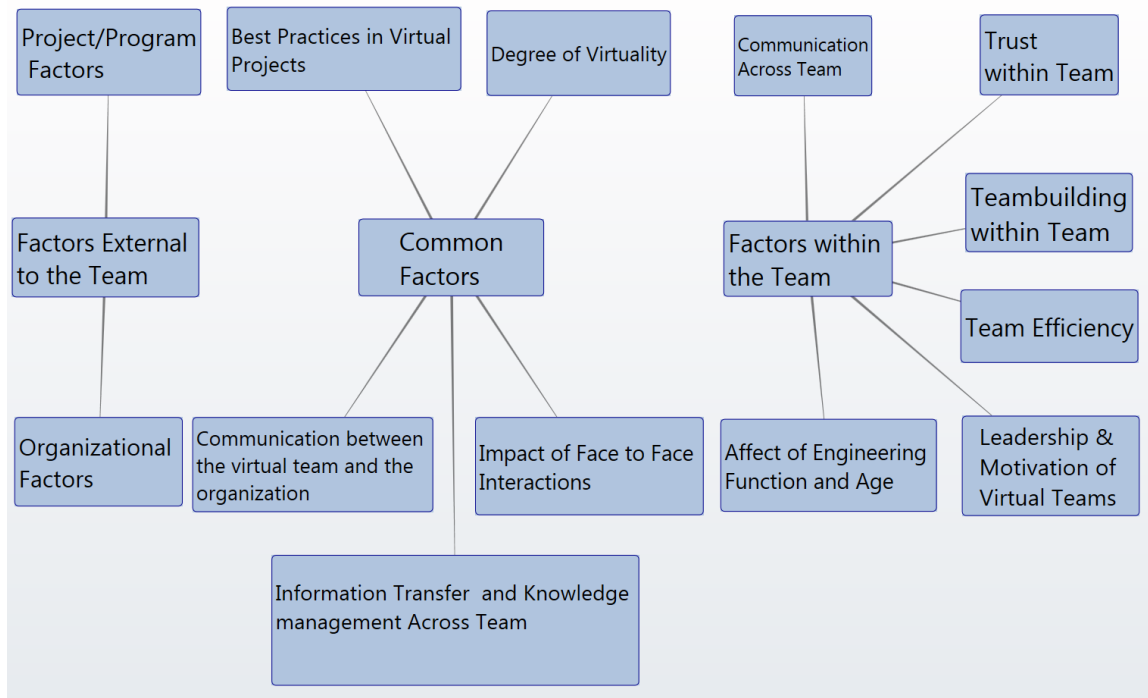 Project/Program
Factors
Best Practices in Virtual
Projects
Degree of Virtuality
Communication
Across Team
Trust
within Team
Factors External
to the Team
Common
Factors
Factors within
the Team
Teambuilding
within Team
Team Efficiency
Organizational
Factors
Communication between
the virtual team and the
organization
Impact of Face to Face
Interactions
Affect of Engineering
Function and Age
Leadership &
Motivation of
Virtual Teams
Information Transfer  and Knowledge
management Across Team